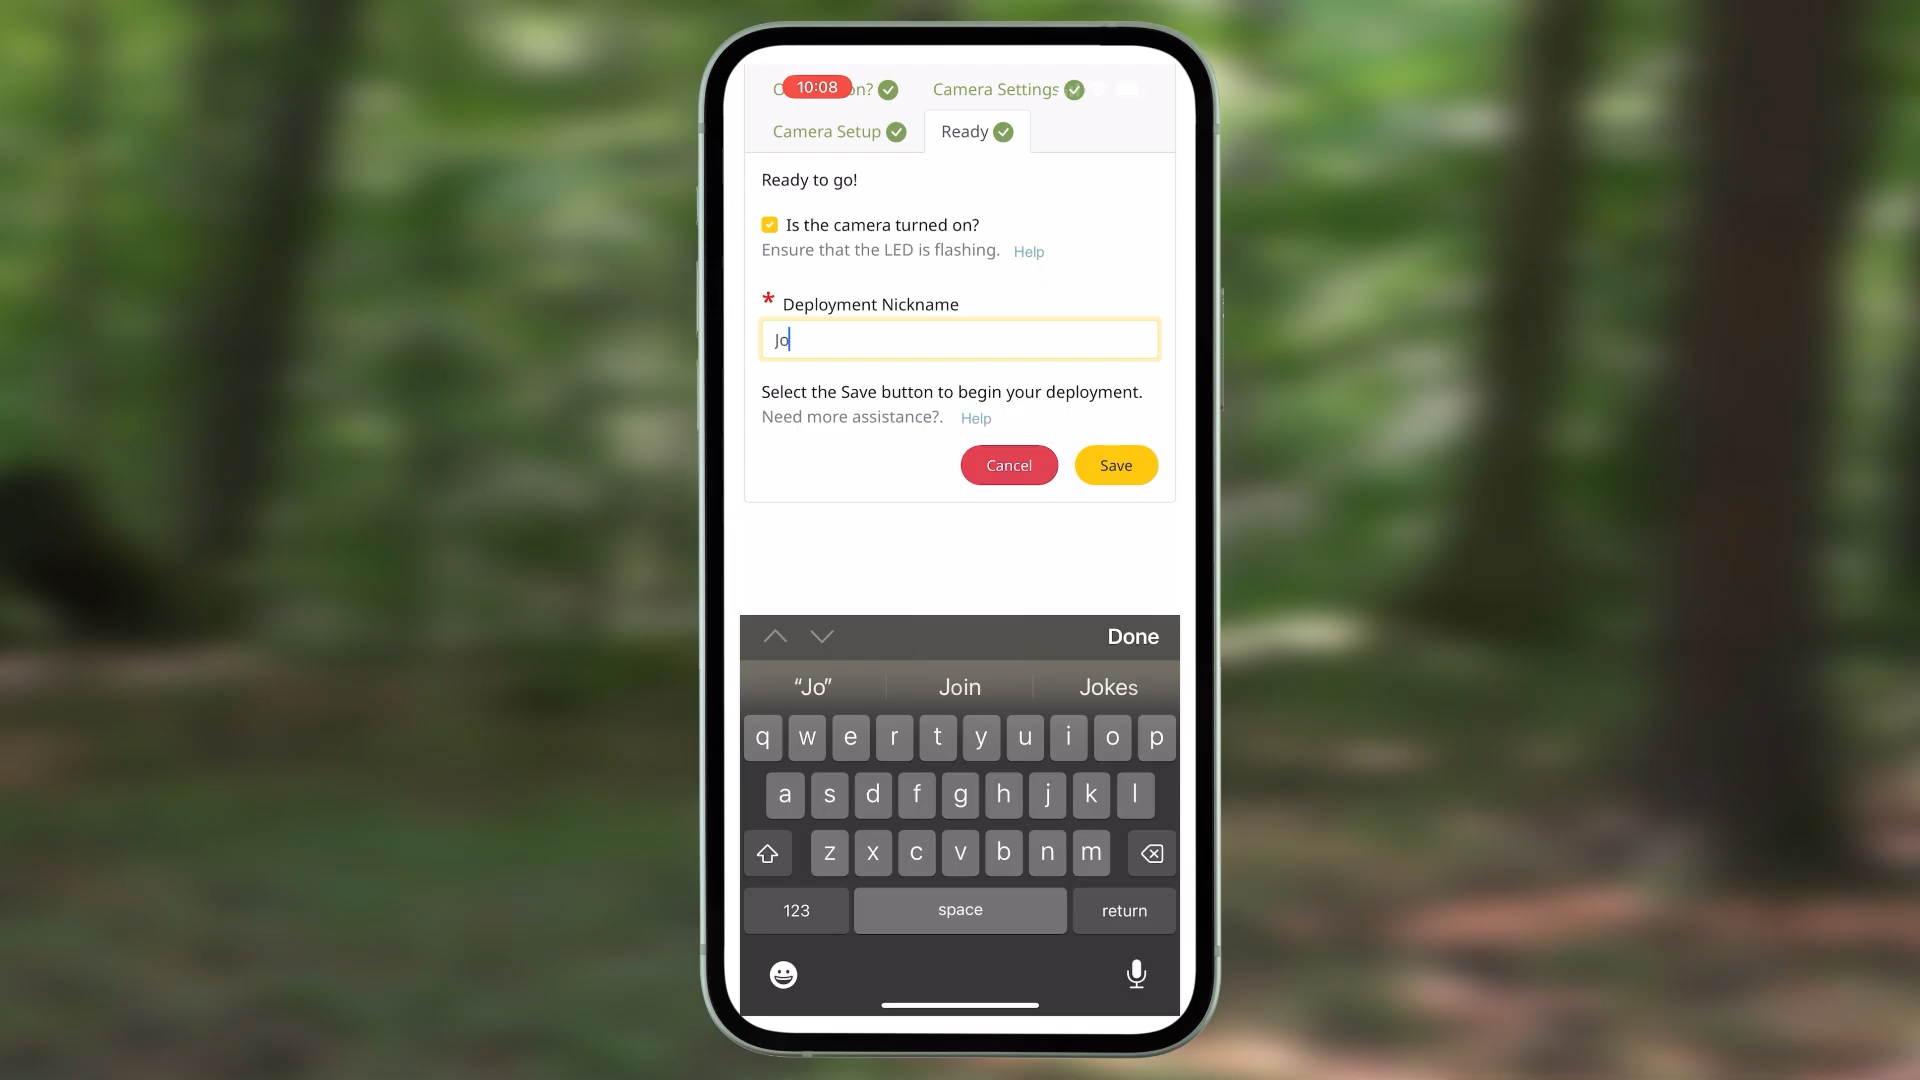 10:08
on?
Camera Settings
Camera Setup
Ready
Ready to go!
Is the camera turned on?
Ensure that the LED is flashing. Help
* Deployment Nickname
Jo
Select the Save button to begin your deployment.
Need more assistance?. Help
Cancel
Save
Done
“Jo”
Join
Jokes
q w e r t y u i o p
a s d f g h j k l
z x c v b n m
123
space
return